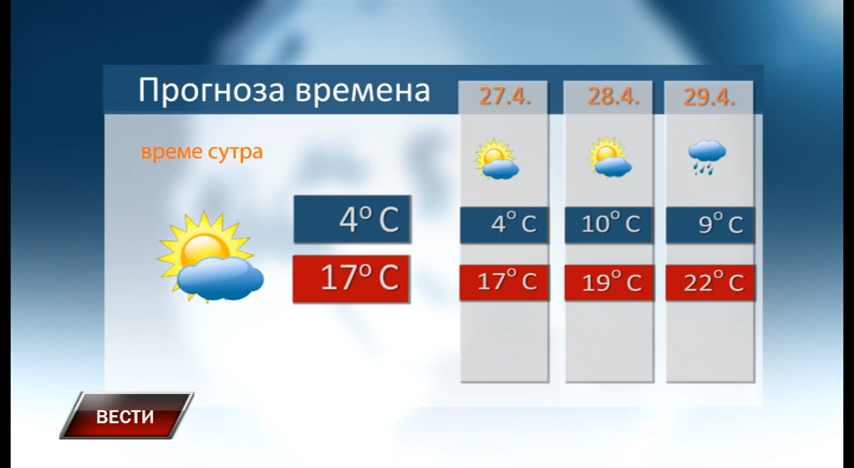 Прогноза времена
време сутра
4° C
17° C
27.4.
4° C
17° C
28.4.
10° C
19° C
29.4.
9° C
22° C
ВЕСТИ